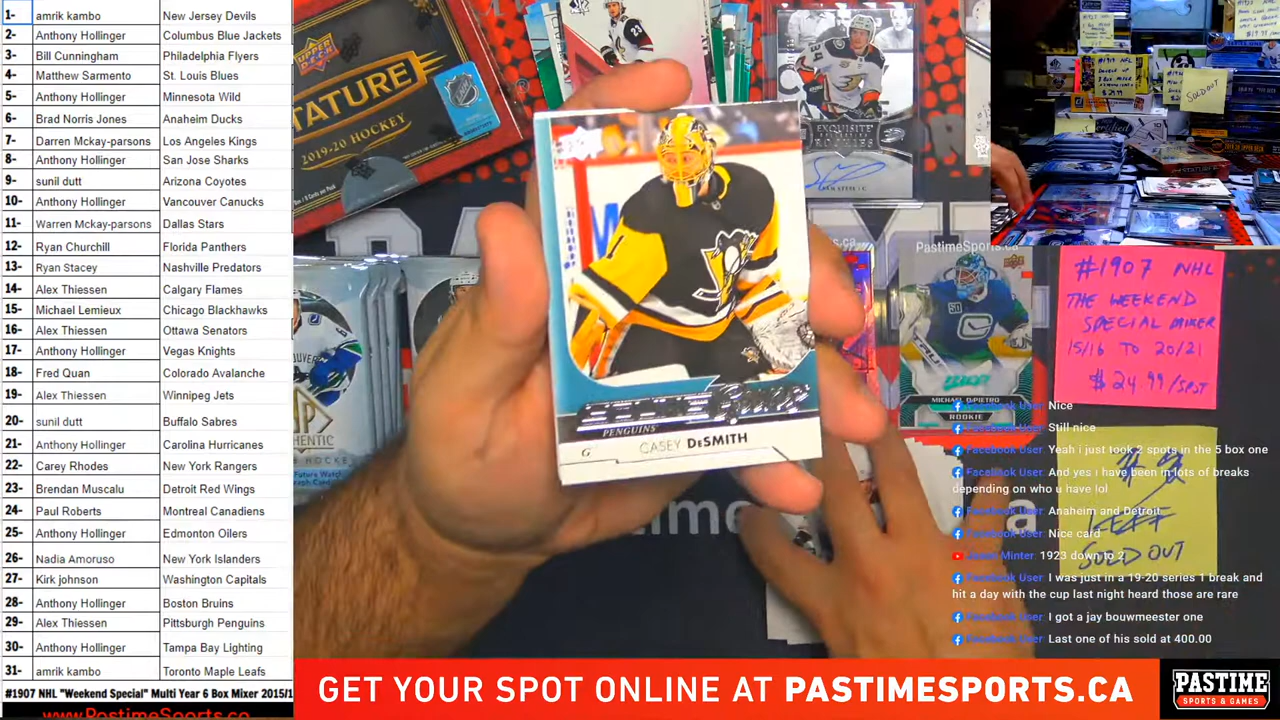 1- amrik kambo New Jersey Devils
2- Anthony Hollinger Columbus Blue Jackets
3- Bill Cunningham Philadelphia Flyers
4- Matthew Sarmento St. Louis Blues
5- Anthony Hollinger Minnesota Wild
6- Brad Norris Jones Anaheim Ducks
7- Darren Mckay-parsons Los Angeles Kings
8- Anthony Hollinger San Jose Sharks
9- sunil dutt Arizona Coyotes
10- Anthony Hollinger Vancouver Canucks
11- Warren Mckay-parsons Dallas Stars
12- Ryan Churchill Florida Panthers
13- Ryan Stacey Nashville Predators
14- Alex Thiessen Calgary Flames
15- Michael Lemieux Chicago Blackhawks
16- Alex Thiessen Ottawa Senators
17- Anthony Hollinger Vegas Knights
18- Fred Quan Colorado Avalanche
19- Alex Thiessen Winnipeg Jets
20- sunil dutt Buffalo Sabres
21- Anthony Hollinger Carolina Hurricanes
22- Carey Rhodes New York Rangers
23- Brendan Muscalu Detroit Red Wings
24- Paul Roberts Montreal Canadiens
25- Anthony Hollinger Edmonton Oilers
26- Nadia Amoruso New York Islanders
27- Kirk johnson Washington Capitals
28- Anthony Hollinger Boston Bruins
29- Alex Thiessen Pittsburgh Penguins
30- Anthony Hollinger Tampa Bay Lighting
31- amrik kambo Toronto Maple Leafs
#1907 NHL "Weekend Special" Multi Year 6 Box Mixer 2015/1
www.PastimeSports.ca
UPPER DECK
TATURE
2019-20 HOCKEY
EXQUISITE
COLLECTION
ROOKIES
PENGUINS
G CASEY DeSMITH
PastimeSports.ca
MICHAEL DiPIETRO
ROOKIE
SOLD OUT
#1907 NHL
THE WEEKEND
SPECIAL MIXER
15/16 TO 20/21
$24.99/SPOT
#2
LEFT
SOLD OUT
Facebook User: Nice
Facebook User: Still nice
Facebook User: Yeah i just took 2 spots in the 5 box one
Facebook User: And yes i have been in lots of breaks
depending on who u have lol
Facebook User: Anaheim and Detroit
Facebook User: Nice card
Minter: 1923 down to 2
Facebook User: I was just in a 19-20 series 1 break and
hit a day with the cup last night heard those are rare
Facebook User: I got a jay bouwmeester one
Facebook User: Last one of his sold at 400.00
GET YOUR SPOT ONLINE AT PASTIMESPORTS.CA
PASTIME
SPORTS & GAMES